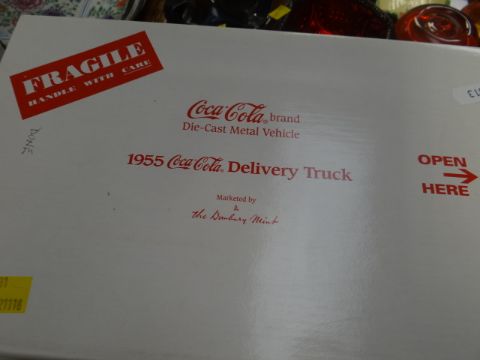 FRAGILE
HANDLE WITH CARE
Coca-Cola® brand
Die-Cast Metal Vehicle
1955 Coca-Cola® Delivery Truck
Marketed by
&
the Danbury Mint
OPEN
HERE